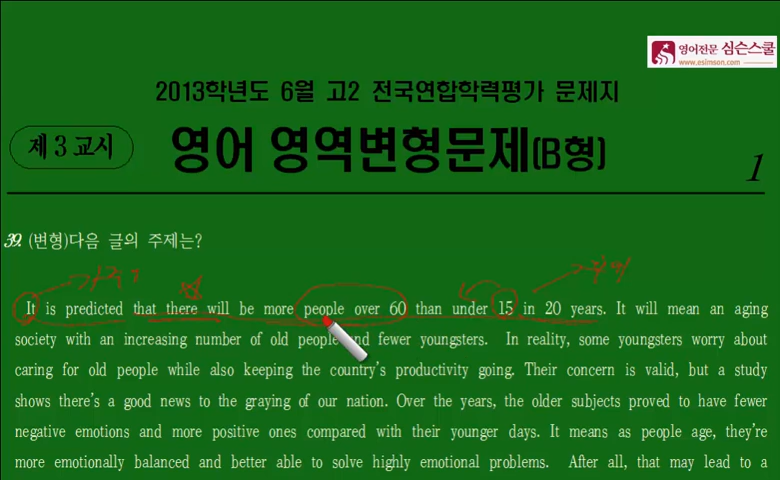 영어전문 심슨스쿨
www.esimson.com
2013학년도 6월 고2 전국연합학력평가 문제지
제 3 교시
영어 영역변형문제(B형)
1
39. (변형)다음 글의 주제는?
It is predicted that there will be more people over 60 than under 15 in 20 years. It will mean an aging
society with an increasing number of old people and fewer youngsters. In reality, some youngsters worry about
caring for old people while also keeping the country's productivity going. Their concern is valid, but a study
shows there's a good news to the graying of our nation. Over the years, the older subjects proved to have fewer
negative emotions and more positive ones compared with their younger days. It means as people age, they're
more emotionally balanced and better able to solve highly emotional problems. After all, that may lead to a